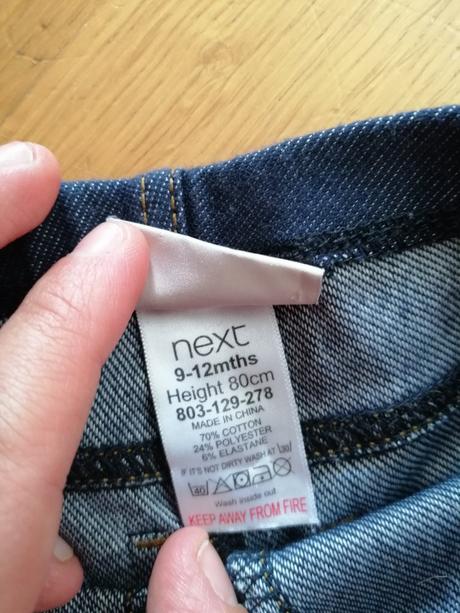 next
9-12mths
Height 80cm
803-129-278
MADE IN CHINA
70% COTTON
24% POLYESTER
6% ELASTANE
IF IT'S NOT DIRTY WASH AT 30
40
Wash inside out
KEEP AWAY FROM FIRE